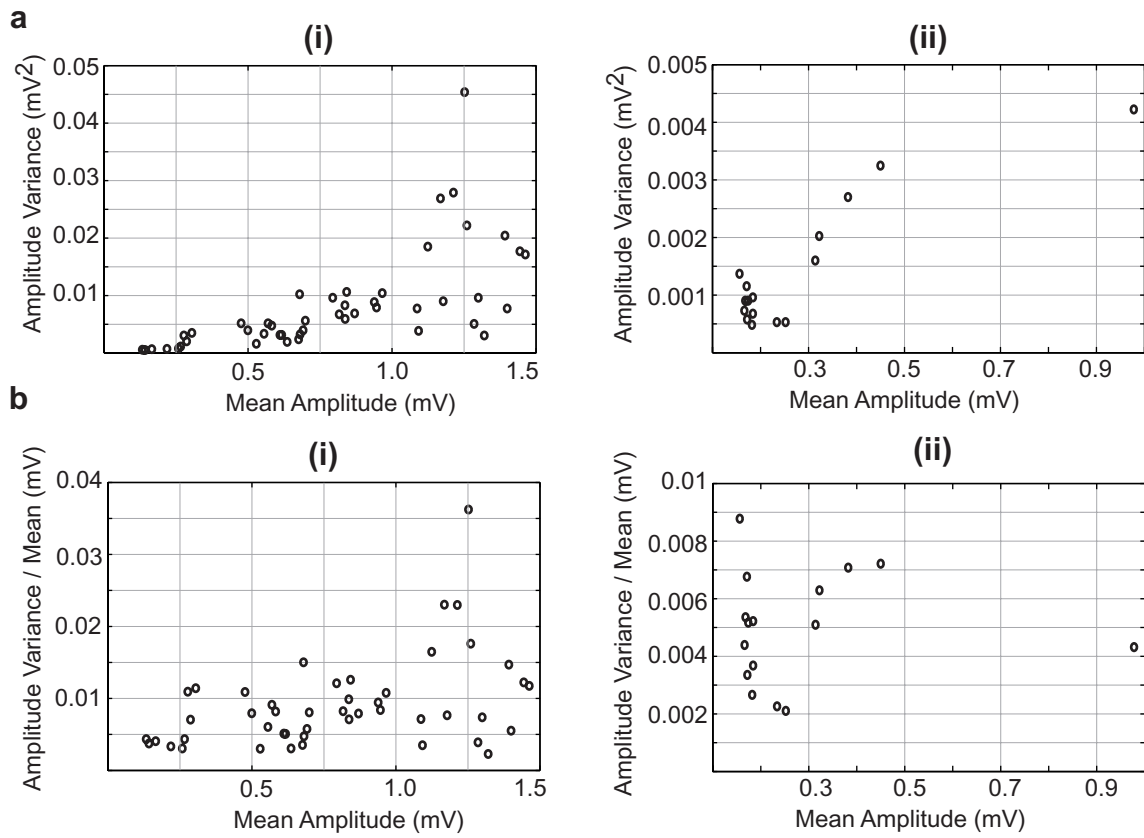 a
(i)
(ii)
Amplitude Variance (mV²)
0.05
0.04
0.03
0.02
0.01
0.5
1.0
1.5
Mean Amplitude (mV)
Amplitude Variance (mV²)
0.005
0.004
0.003
0.002
0.001
0.3
0.5
0.7
0.9
Mean Amplitude (mV)
b
(i)
(ii)
Amplitude Variance / Mean (mV)
0.04
0.03
0.02
0.01
0.5
1.0
1.5
Mean Amplitude (mV)
Amplitude Variance / Mean (mV)
0.01
0.008
0.006
0.004
0.002
0.3
0.5
0.7
0.9
Mean Amplitude (mV)